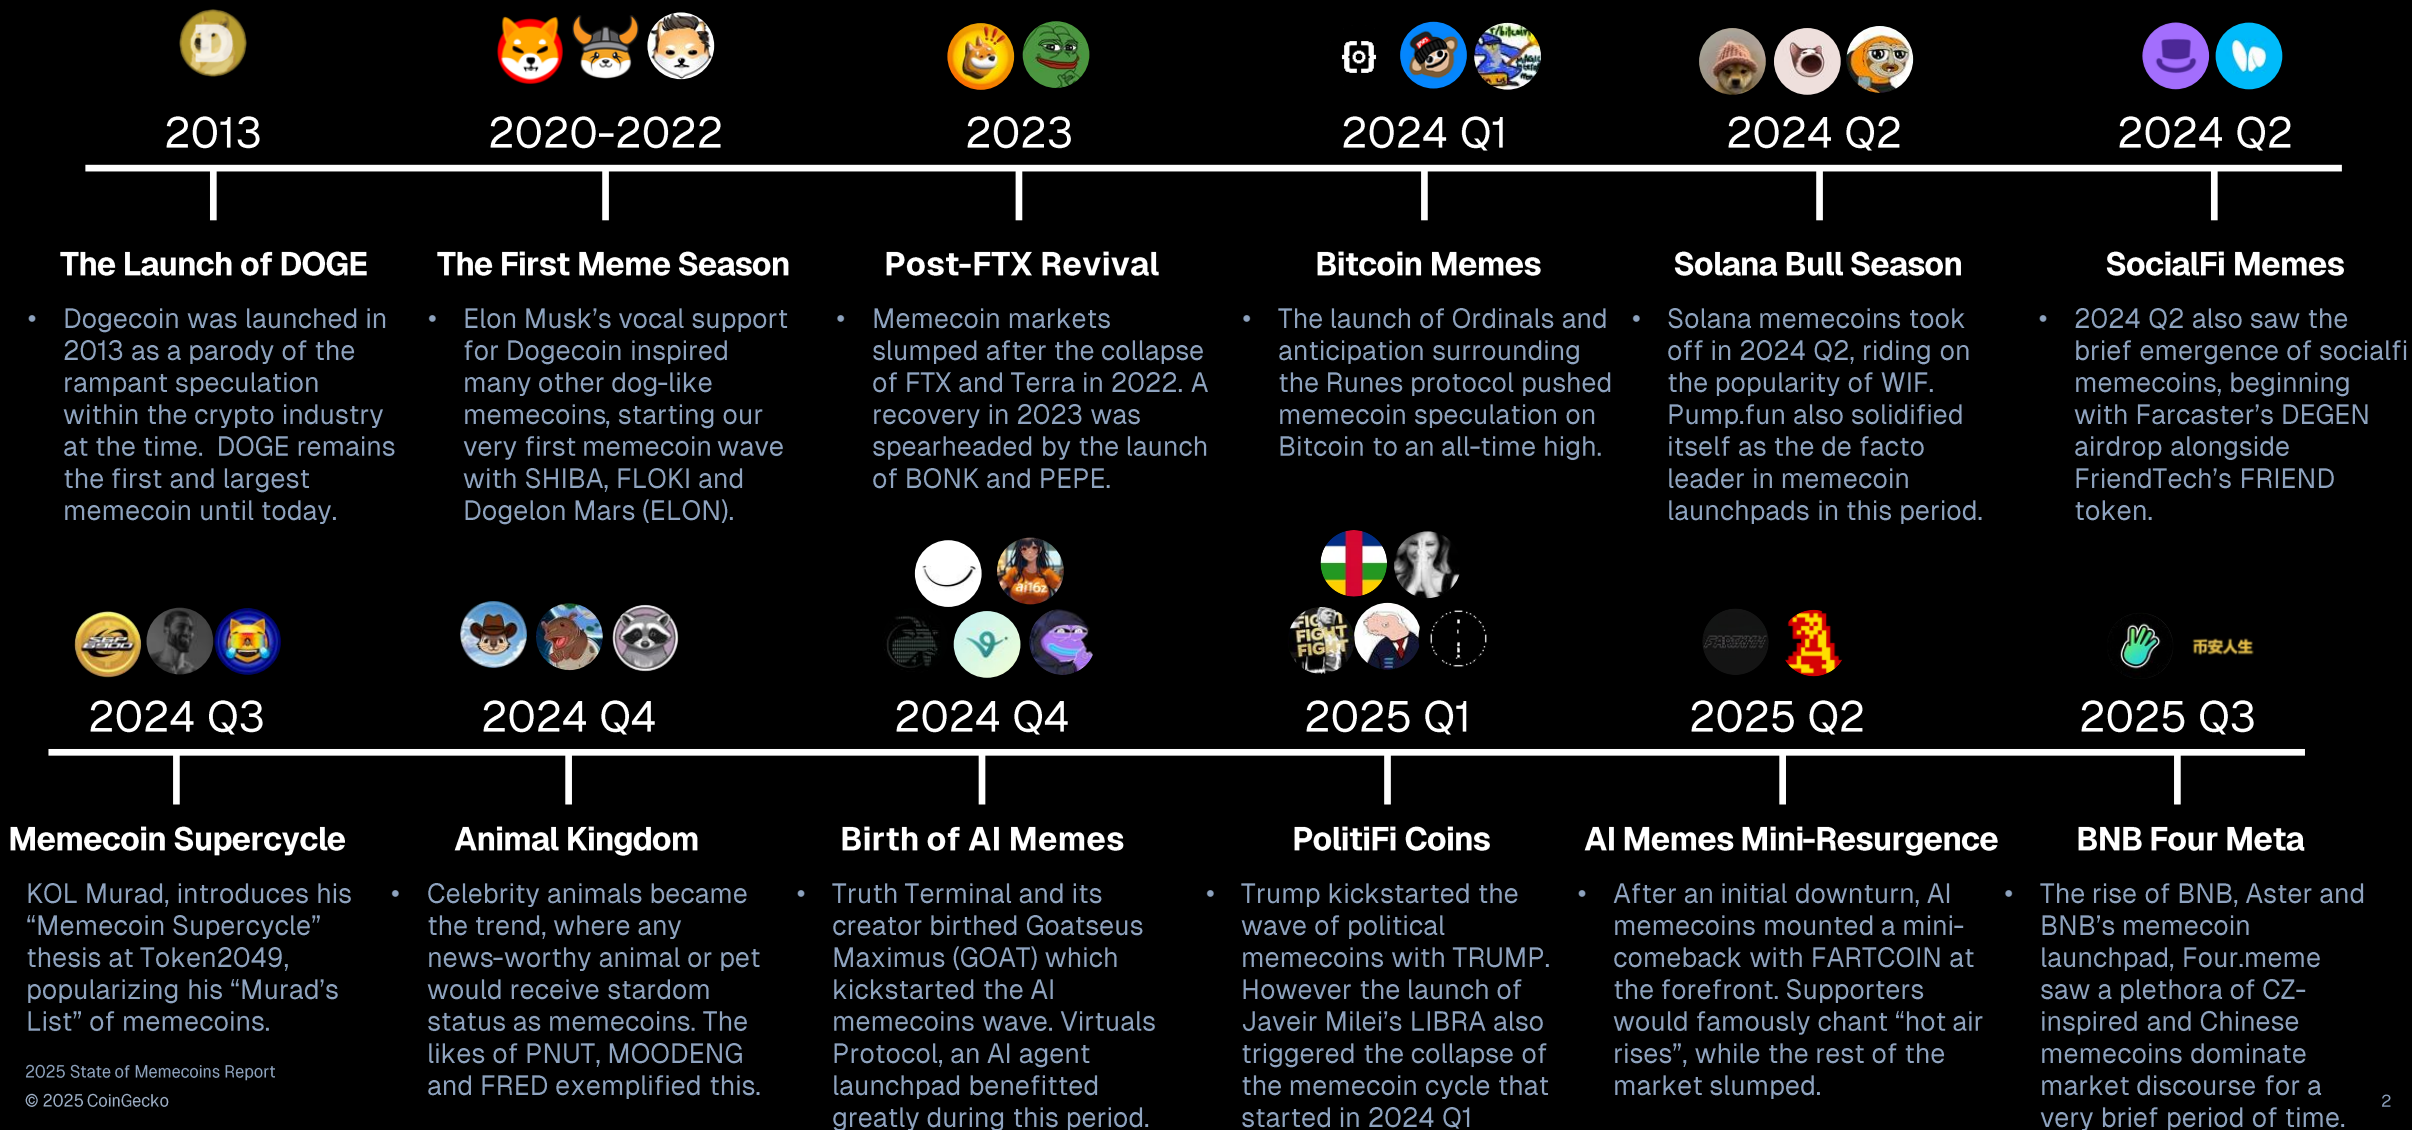 2013
2020-2022
2023
2024 Q1
2024 Q2
2024 Q2
The Launch of DOGE
• Dogecoin was launched in
2013 as a parody of the
rampant speculation
within the crypto industry
at the time.  DOGE remains
the first and largest
memecoin until today.
The First Meme Season
• Elon Musk’s vocal support
for Dogecoin inspired
many other dog-like
memecoins, starting our
very first memecoin wave
with SHIBA, FLOKI and
Dogelon Mars (ELON).
Post-FTX Revival
• Memecoin markets
slumped after the collapse
of FTX and Terra in 2022. A
recovery in 2023 was
spearheaded by the launch
of BONK and PEPE.
r/bitcoin
Bitcoin Memes
• The launch of Ordinals and
anticipation surrounding
the Runes protocol pushed
memecoin speculation on
Bitcoin to an all-time high.
Solana Bull Season
• Solana memecoins took
off in 2024 Q2, riding on
the popularity of WIF.
Pump.fun also solidified
itself as the de facto
leader in memecoin
launchpads in this period.
SocialFi Memes
• 2024 Q2 also saw the
brief emergence of socialfi
memecoins, beginning
with Farcaster’s DEGEN
airdrop alongside
FriendTech’s FRIEND
token.
2024 Q3
2024 Q4
2024 Q4
2025 Q1
2025 Q2
2025 Q3
Memecoin Supercycle
KOL Murad, introduces his
“Memecoin Supercycle”
thesis at Token2049,
popularizing his “Murad’s
List” of memecoins.
Animal Kingdom
• Celebrity animals became
the trend, where any
news-worthy animal or pet
would receive stardom
status as memecoins. The
likes of PNUT, MOODENG
and FRED exemplified this.
ai16z
Birth of AI Memes
• Truth Terminal and its
creator birthed Goatseus
Maximus (GOAT) which
kickstarted the AI
memecoins wave. Virtuals
Protocol, an AI agent
launchpad benefitted
greatly during this period.
FIGHT
FIGHT
FIGHT
PolitiFi Coins
• Trump kickstarted the
wave of political
memecoins with TRUMP.
However the launch of
Javeir Milei’s LIBRA also
triggered the collapse of
the memecoin cycle that
started in 2024 Q1
AI Memes Mini-Resurgence
• After an initial downturn, AI
memecoins mounted a mini-
comeback with FARTCOIN at
the forefront. Supporters
would famously chant “hot air
rises”, while the rest of the
market slumped.
币安人生
BNB Four Meta
• The rise of BNB, Aster and
BNB’s memecoin
launchpad, Four.meme
saw a plethora of CZ-
inspired and Chinese
memecoins dominate
market discourse for a
very brief period of time.
2025 State of Memecoins Report
© 2025 CoinGecko
2